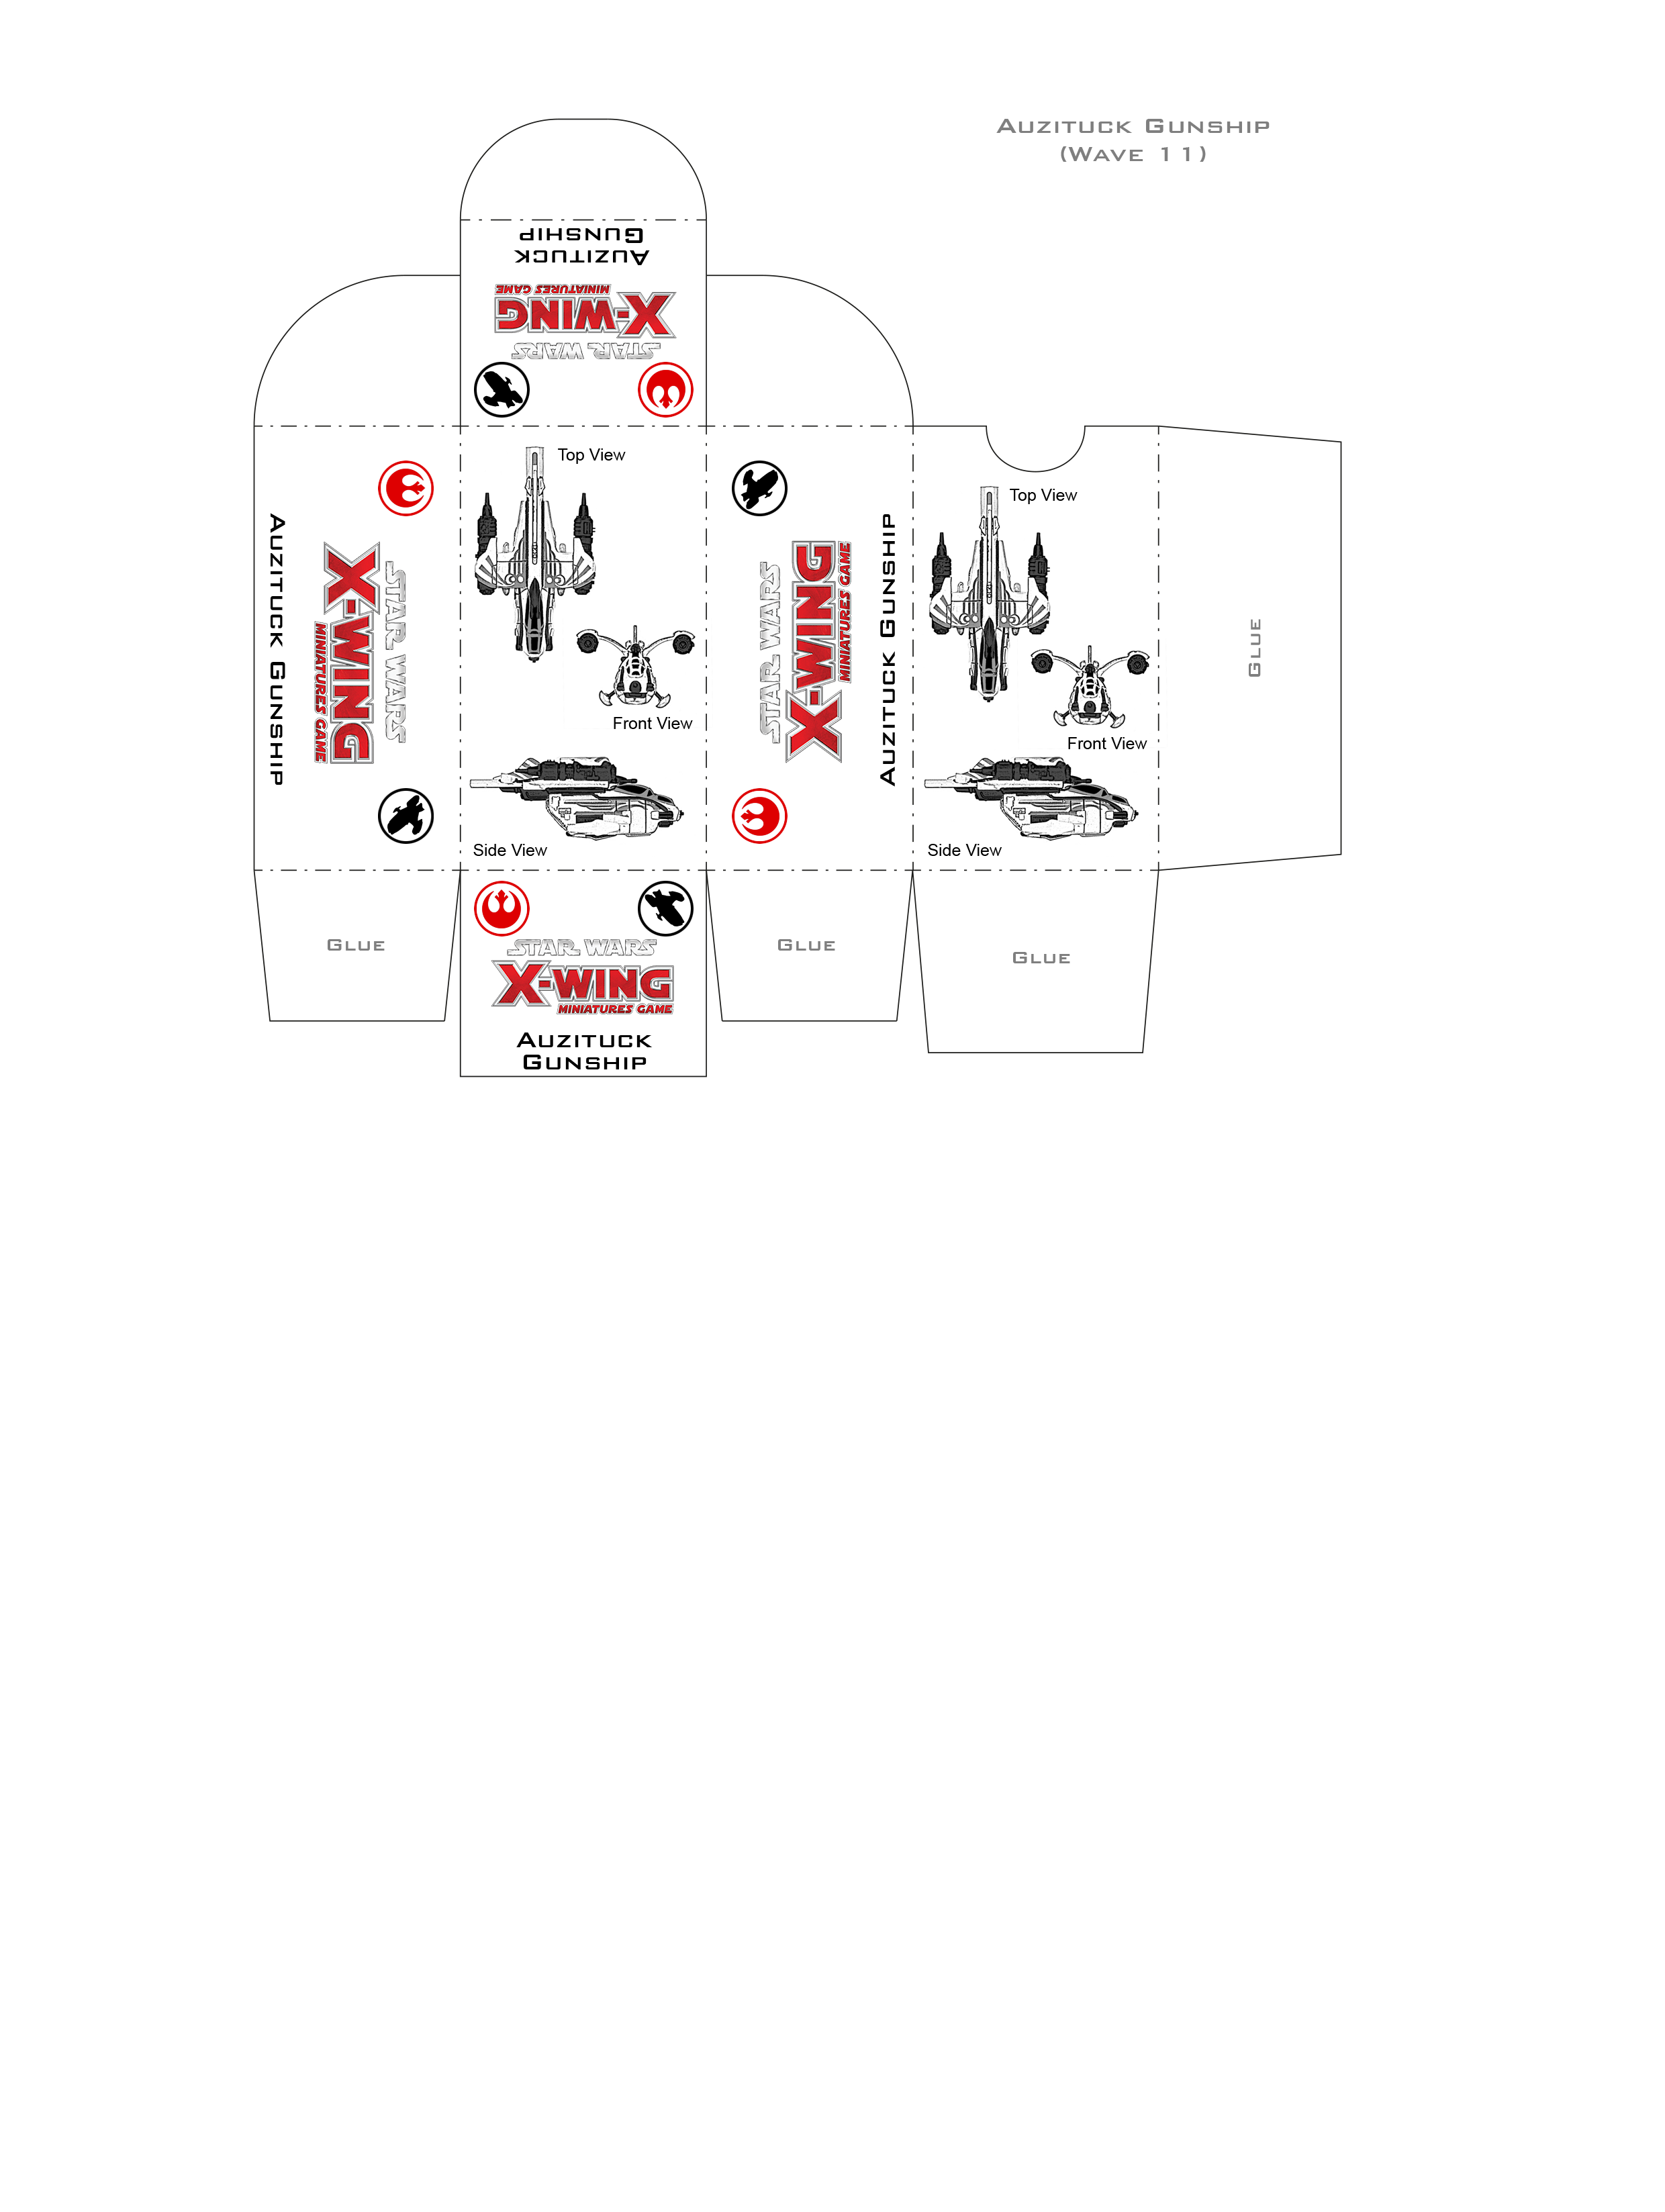 Auzituck Gunship
(Wave 11)
Auzituck
Gunship
STAR WARS
X-WING
MINIATURES GAME
Auzituck Gunship
STAR WARS
X-WING
MINIATURES GAME
Top View
Front View
Side View
STAR WARS
X-WING
MINIATURES GAME
Auzituck Gunship
Top View
Front View
Side View
Glue
Glue
STAR WARS
X-WING
MINIATURES GAME
Auzituck
Gunship
Glue
Glue